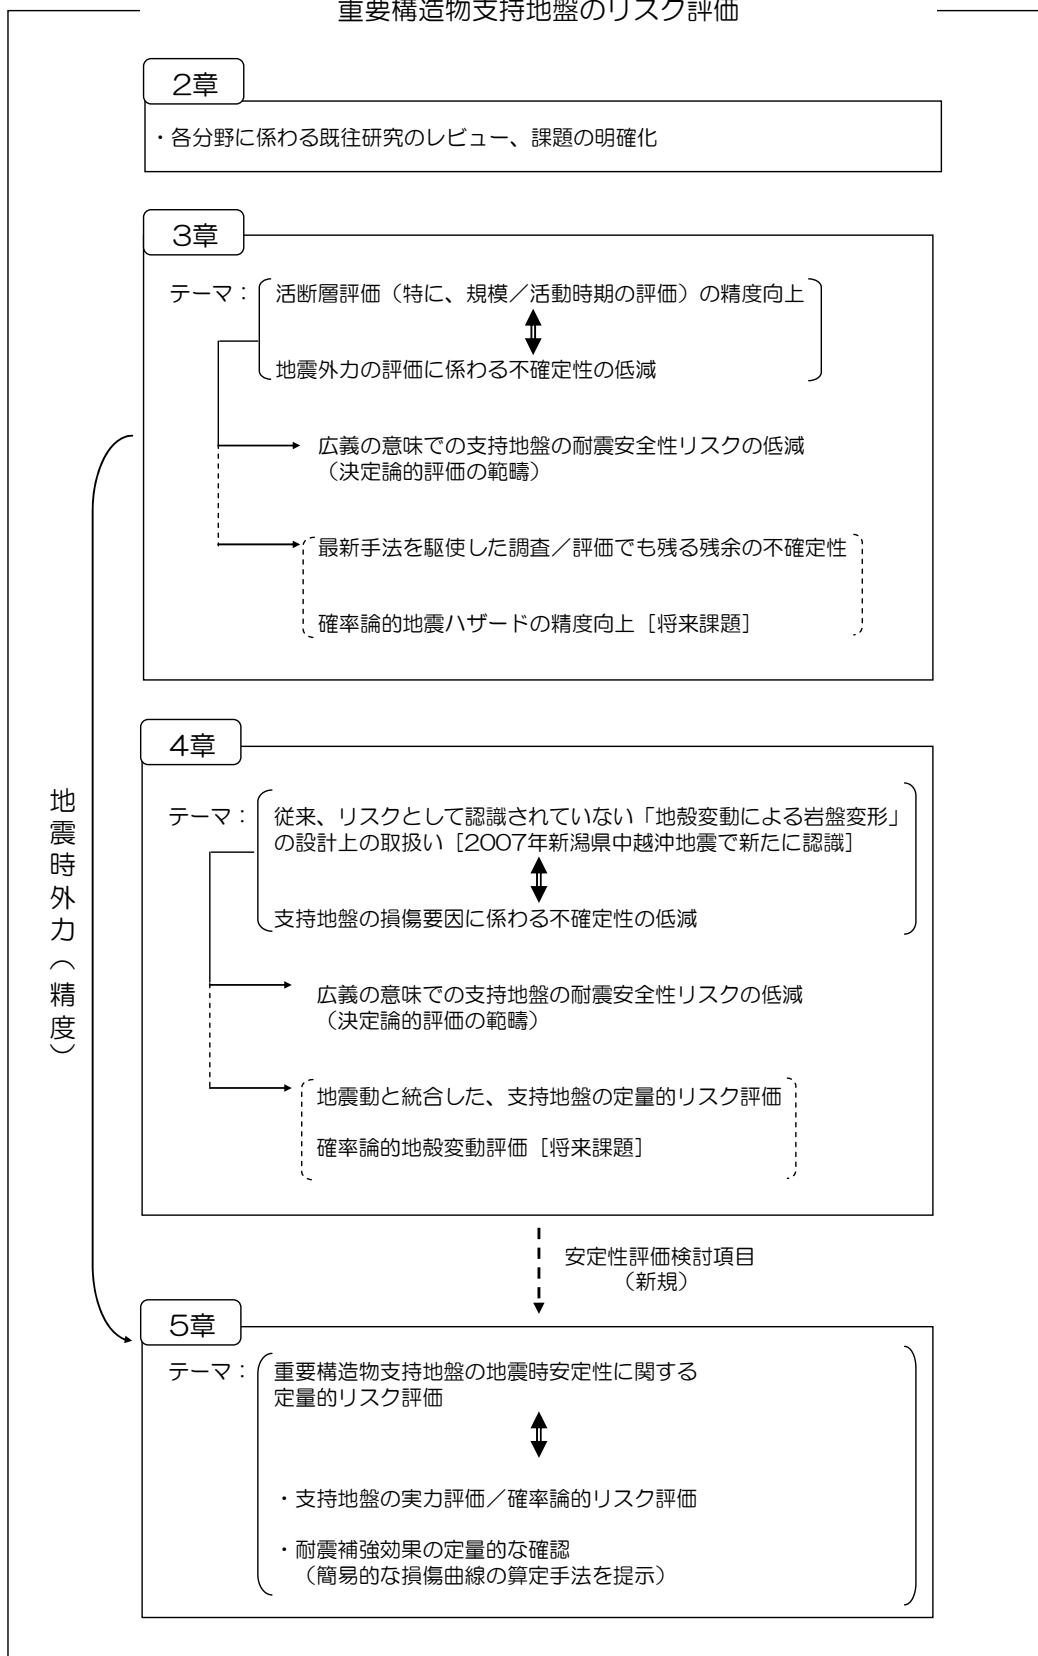 重要構造物支持地盤のリスク評価
2章
・各分野に係わる既往研究のレビュー、課題の明確化
3章
テーマ：
活断層評価（特に、規模／活動時期の評価）の精度向上
地震外力の評価に係わる不確定性の低減
広義の意味での支持地盤の耐震安全性リスクの低減
（決定論的評価の範疇）
最新手法を駆使した調査／評価でも残る残余の不確定性
確率論的地震ハザードの精度向上［将来課題］
地震時外力（精度）
4章
テーマ：
従来、リスクとして認識されていない「地殻変動による岩盤変形」
の設計上の取扱い［2007年新潟県中越沖地震で新たに認識］
支持地盤の損傷要因に係わる不確定性の低減
広義の意味での支持地盤の耐震安全性リスクの低減
（決定論的評価の範疇）
地震動と統合した、支持地盤の定量的リスク評価
確率論的地殻変動評価［将来課題］
安定性評価検討項目
（新規）
5章
テーマ：
重要構造物支持地盤の地震時安定性に関する
定量的リスク評価
・支持地盤の実力評価／確率論的リスク評価
・耐震補強効果の定量的な確認
（簡易的な損傷曲線の算定手法を提示）